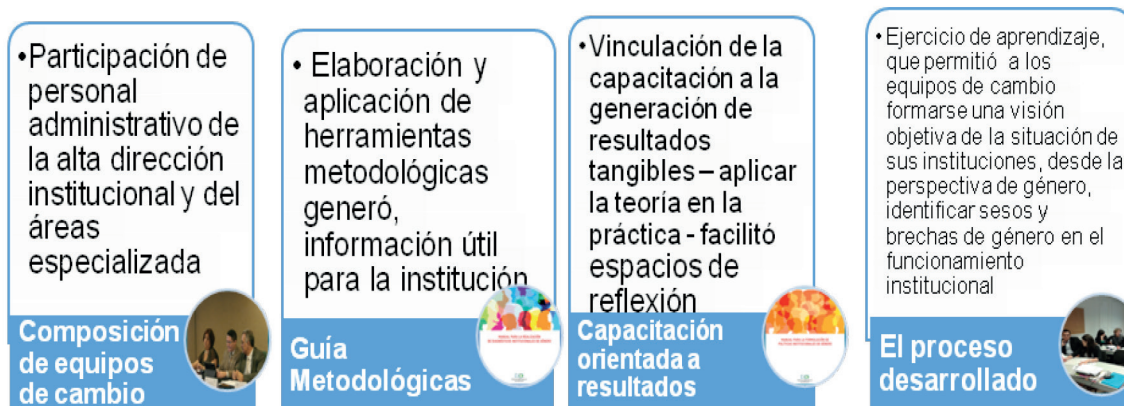 •Participación de
personal
administrativo de
la alta dirección
institucional y del
áreas
especializada
Composición
de equipos
de cambio
• Elaboración y
aplicación de
herramientas
metodológicas
generó,
información útil
para la institución
Guía
Metodológicas
•Vinculación de la
capacitación a la
generación de
resultados
tangibles – aplicar
la teoría en la
práctica - facilitó
espacios de
reflexión
Capacitación
orientada a
resultados
•Ejercicio de aprendizaje,
que permitió a los
equipos de cambio
formarse una visión
objetiva de la situación de
sus instituciones, desde la
perspectiva de género,
identificar sesos y
brechas de género en el
funcionamiento
institucional
El proceso
desarrollado